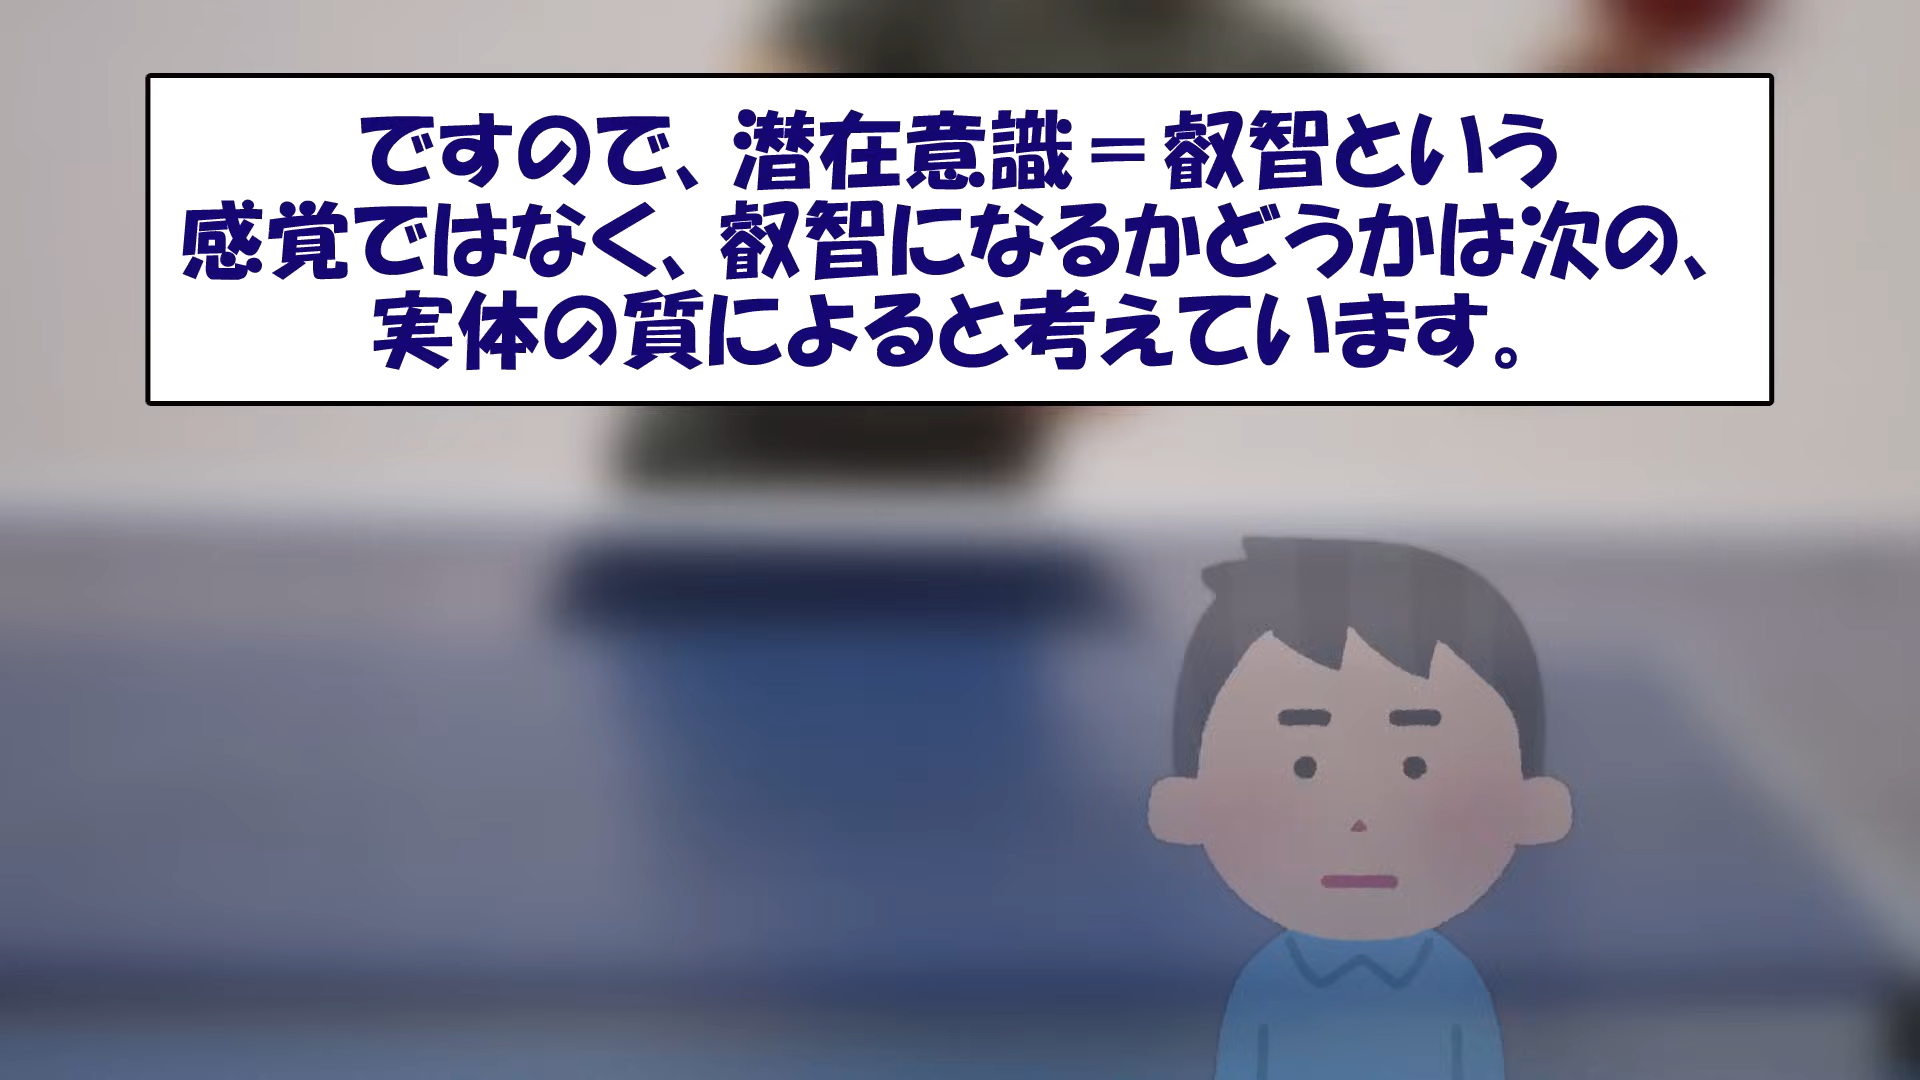 ですので、潜在意識＝叡智という
感覚ではなく、叡智になるかどうかは次の、
実体の質によると考えています。